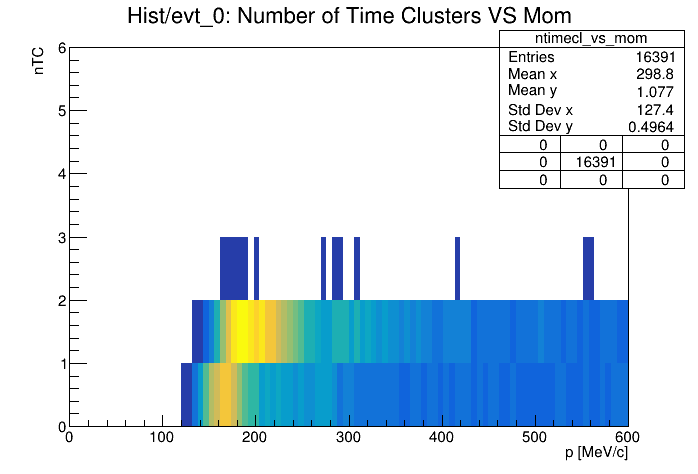 Hist/evt_0: Number of Time Clusters VS Mom
ntimecl_vs_mom
Entries 16391
Mean x 298.8
Mean y 1.077
Std Dev x 127.4
Std Dev y 0.4964
0 0 0
0 16391 0
0 0 0
nTC
6
5
4
3
2
1
0
0 100 200 300 400 500 600
p [MeV/c]